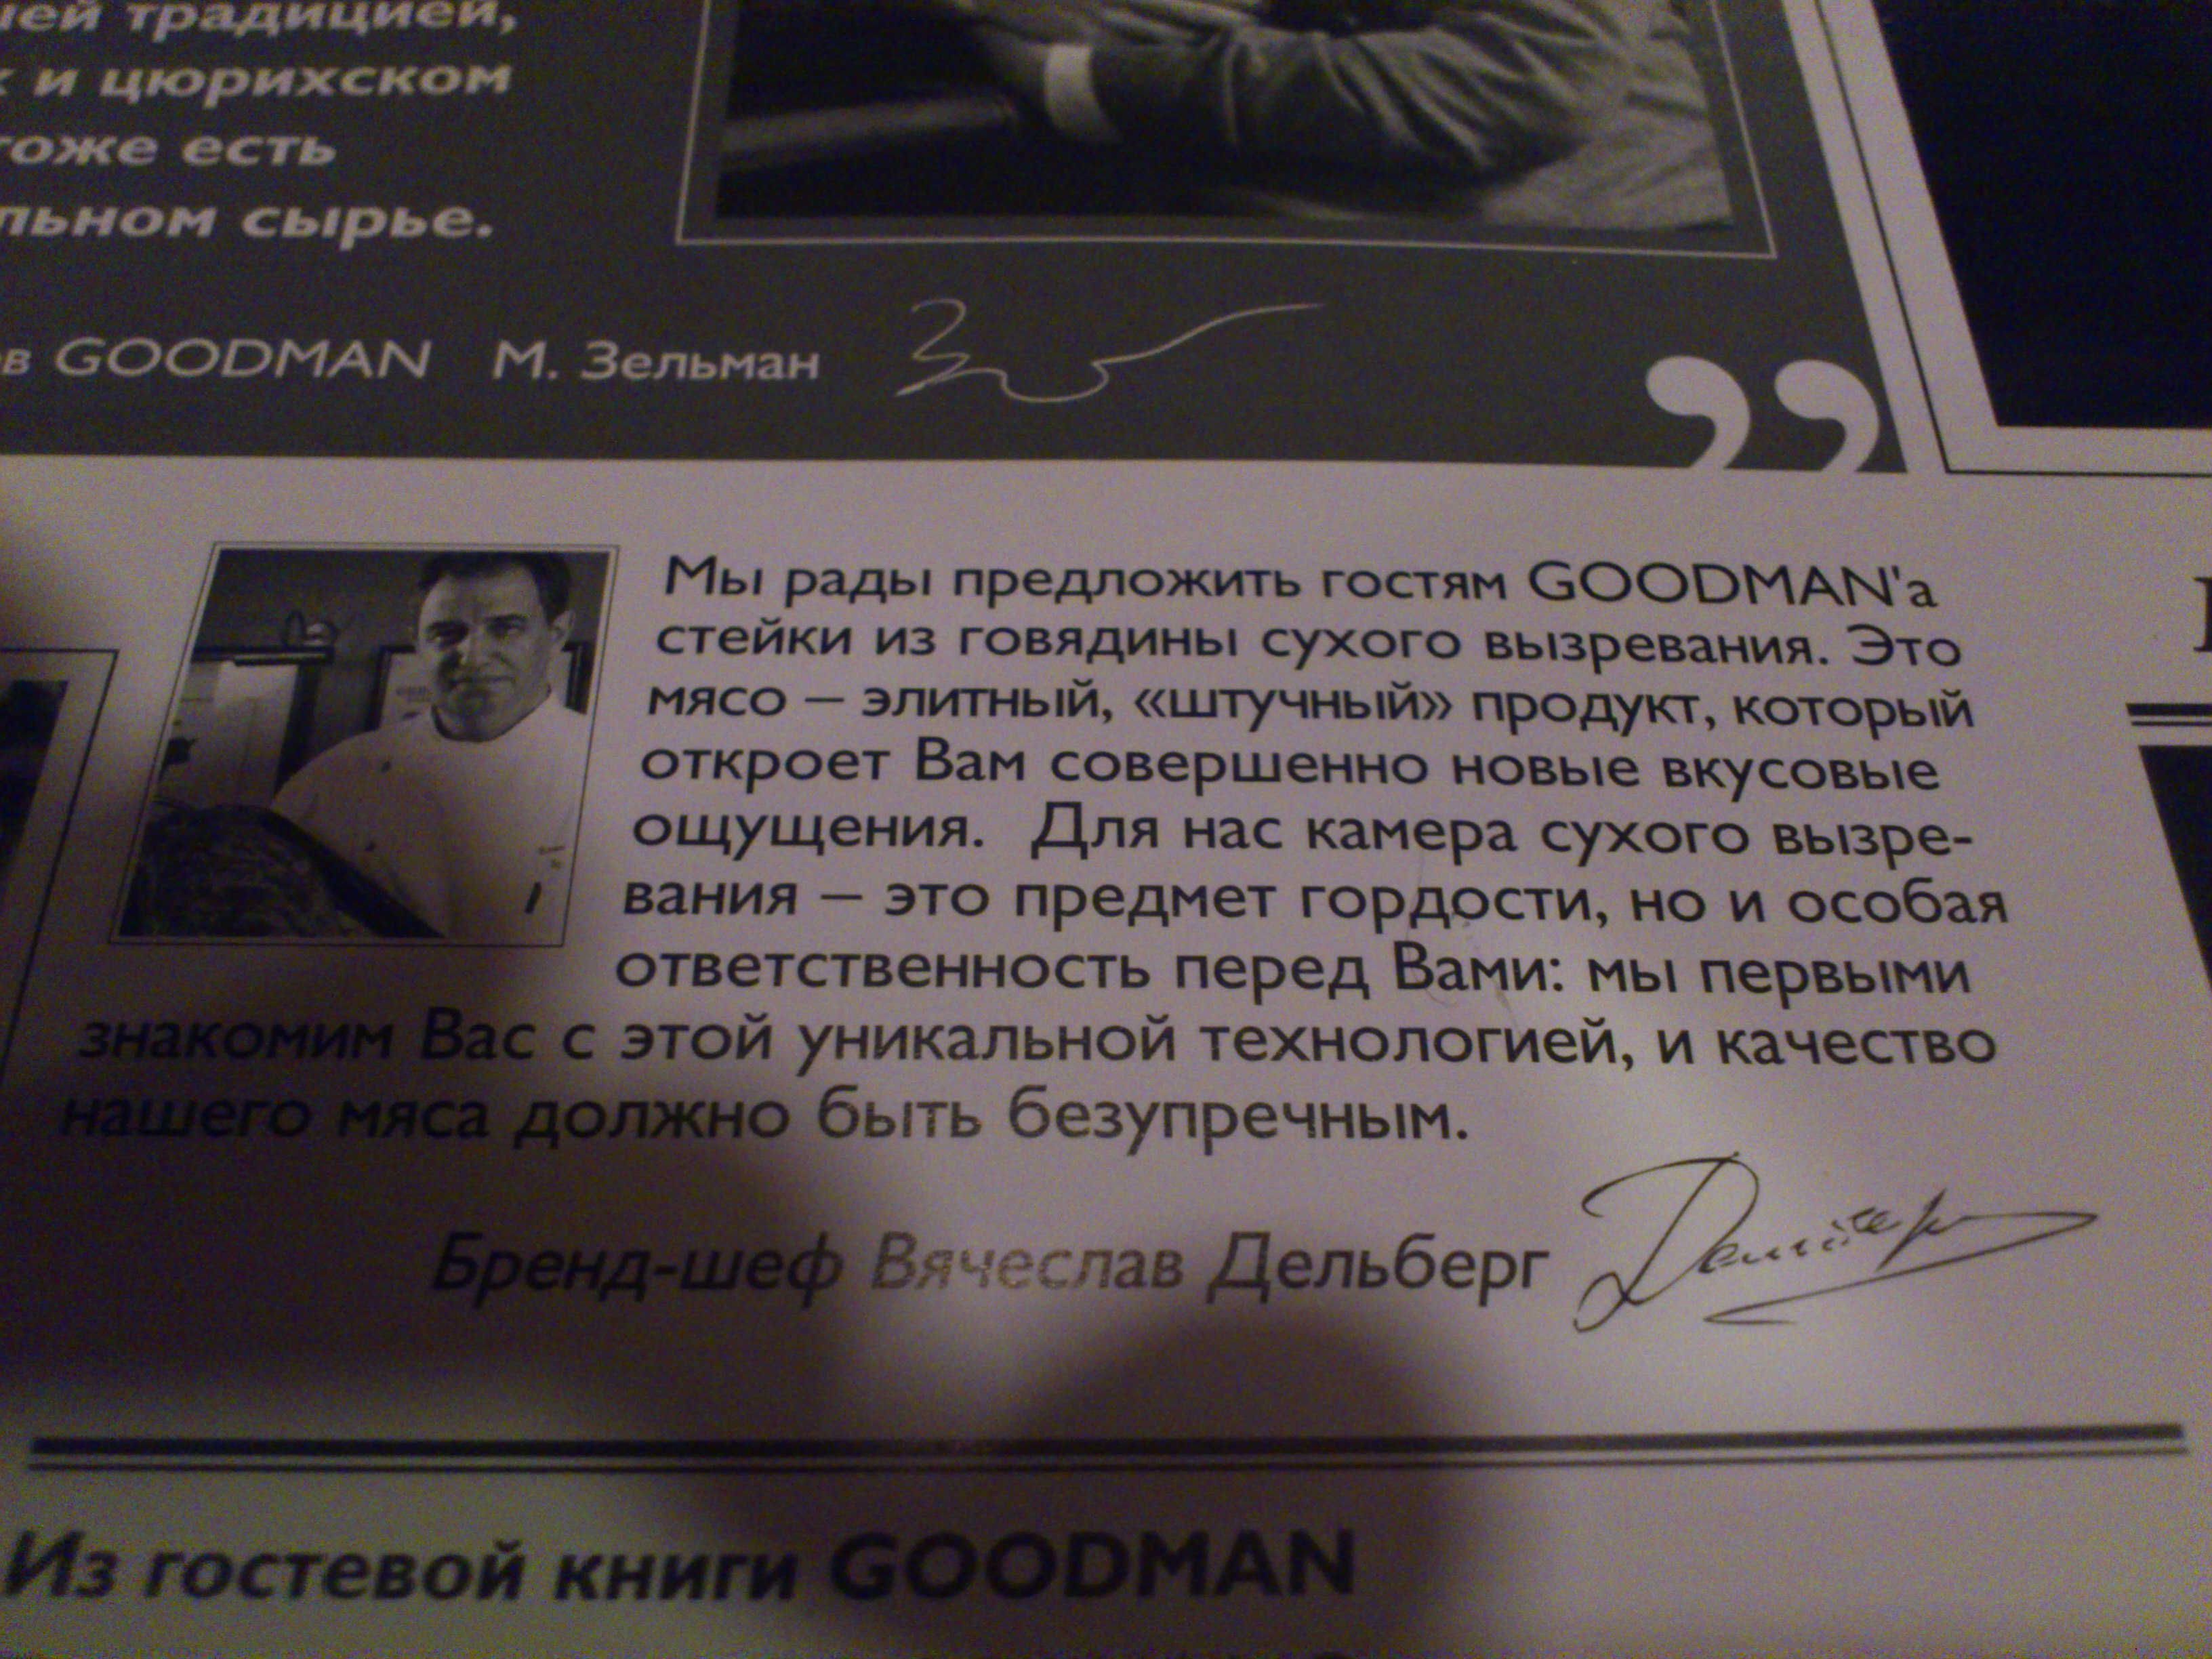 традицией,
и цюрихском
тоже есть
сырье.
GOODMAN М. Зельман
”
Мы рады предложить гостям GOODMAN'а
стейки из говядины сухого вызревания. Это
мясо – элитный, «штучный» продукт, который
откроет Вам совершенно новые вкусовые
ощущения. Для нас камера сухого вызре-
вания – это предмет гордости, но и особая
ответственность перед Вами: мы первыми
знакомим Вас с этой уникальной технологией, и качество
нашего мяса должно быть безупречным.
Бренд-шеф Вячеслав Дельберг
Из гостевой книги GOODMAN